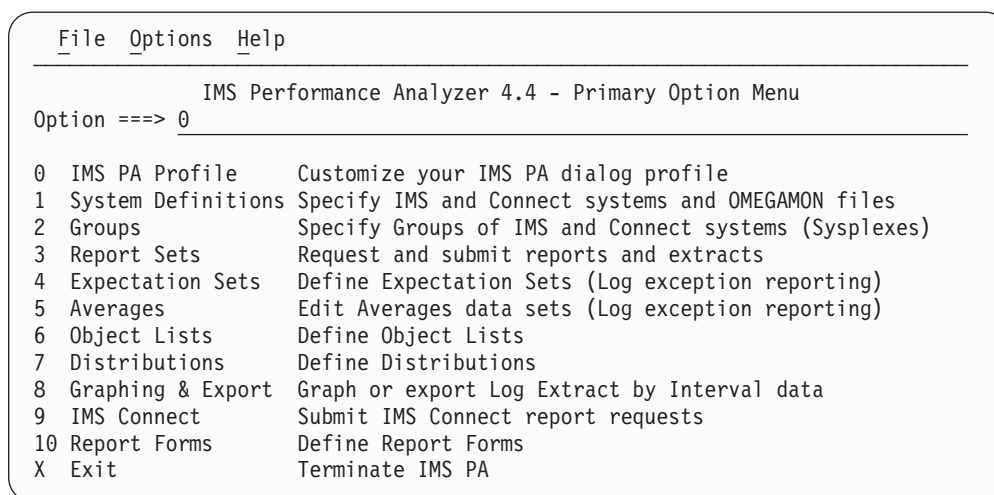 File Options Help
IMS Performance Analyzer 4.4 - Primary Option Menu
Option ===> 0
0 IMS PA Profile Customize your IMS PA dialog profile
1 System Definitions Specify IMS and Connect systems and OMEGAMON files
2 Groups Specify Groups of IMS and Connect systems (Sysplexes)
3 Report Sets Request and submit reports and extracts
4 Expectation Sets Define Expectation Sets (Log exception reporting)
5 Averages Edit Averages data sets (Log exception reporting)
6 Object Lists Define Object Lists
7 Distributions Define Distributions
8 Graphing & Export Graph or export Log Extract by Interval data
9 IMS Connect Submit IMS Connect report requests
10 Report Forms Define Report Forms
X Exit Terminate IMS PA